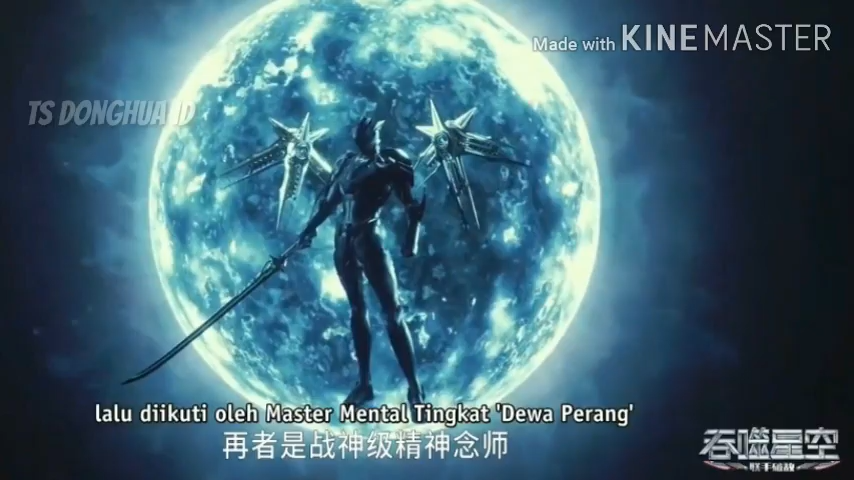 Made with KINEMASTER
TS DONGHUA ID
lalu diikuti oleh Master Mental Tingkat 'Dewa Perang'
再者是战神级精神念师
吞噬星空